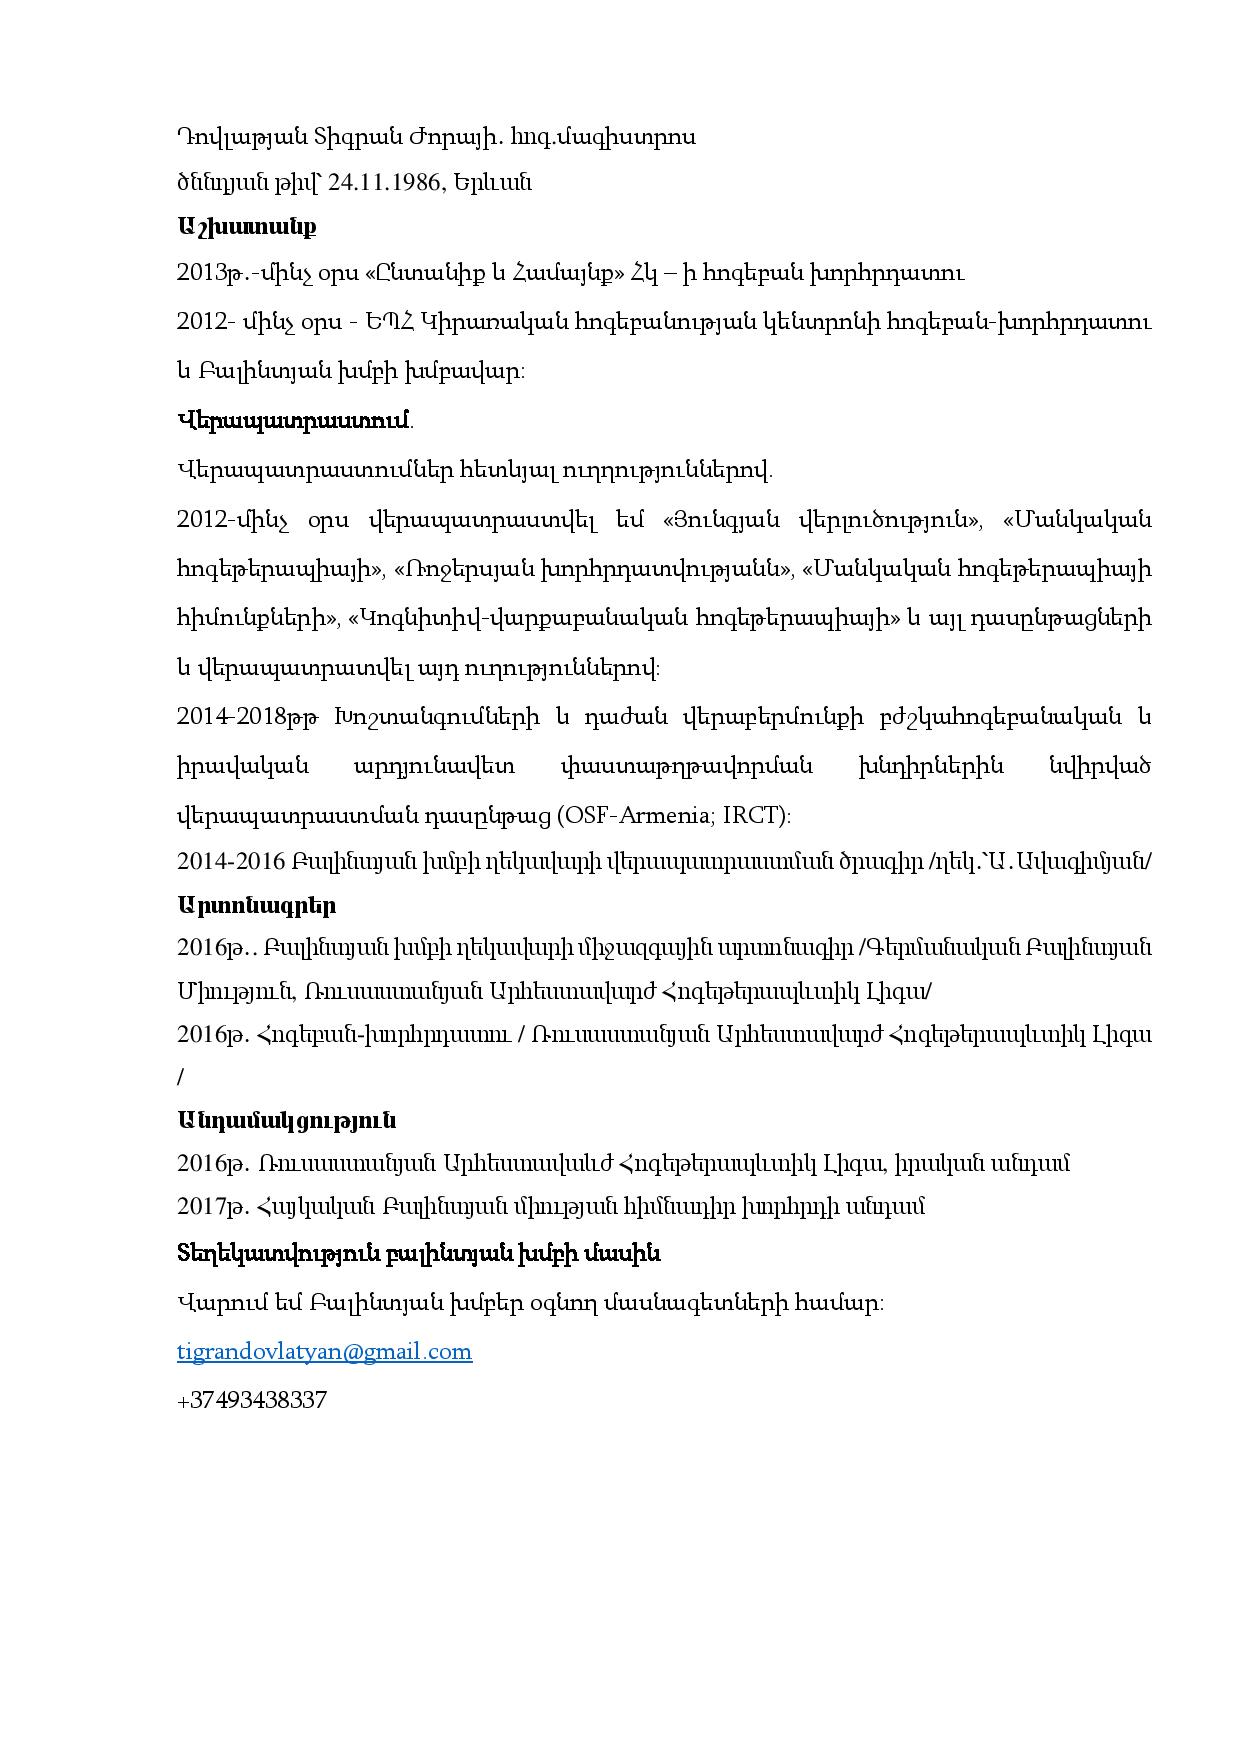 Դովլաթյան Տիգրան Ժորայի. հոգ.մագիստրոս
ծննդյան թիվ՝ 24.11.1986, Երևան
Աշխատանք
2013թ.-մինչ օրս «Ընտանիք և Համայնք» Հկ – ի հոգեբան խորհրդատու
2012- մինչ օրս - ԵՊՀ Կիրառական հոգեբանության կենտրոնի հոգեբան-խորհրդատու
և Բալինտյան խմբի խմբավար:
Վերապատրաստում.
Վերապատրաստումներ հետևյալ ուղղություններով.
2012-մինչ օրս վերապատրաստվել եմ «Յունգյան վերլուծություն», «Մանկական
հոգեթերապիայի», «Ռոջերսյան խորհրդատվությանն», «Մանկական հոգեթերապիայի
հիմունքների», «Կոգնիտիվ-վարքաբանական հոգեթերապիայի» և այլ դասընթացների
և վերապատրատվել այդ ուղություններով:
2014-2018թթ Խոշտանգումների և դաժան վերաբերմունքի բժշկահոգեբանական և
իրավական արդյունավետ փաստաթղթավորման խնդիրներին նվիրված
վերապատրաստման դասընթաց (OSF-Armenia; IRCT):
2014-2016 Բալինտյան խմբի ղեկավարի վերապատրաստման ծրագիր /ղեկ.՝Ա.Ավագիմյան/
Արտոնագրեր
2016թ.. Բալինտյան խմբի ղեկավարի միջազգային արտոնագիր /Գերմանական Բալինտյան
Միություն, Ռուսաստանյան Արհեստավարժ Հոգեթերապևտիկ Լիգա/
2016թ. Հոգեբան-խորհրդատու / Ռուսաստանյան Արհեստավարժ Հոգեթերապևտիկ Լիգա
/
Անդամակցություն
2016թ. Ռուսաստանյան Արհեստավաևժ Հոգեթերապևտիկ Լիգա, իրական անդամ
2017թ. Հայկական Բալինտյան միության հիմնադիր խորհրդի անդամ
Տեղեկատվություն բալինտյան խմբի մասին
Վարում եմ Բալինտյան խմբեր օգնող մասնագետների համար:
tigrandovlatyan@gmail.com
+37493438337